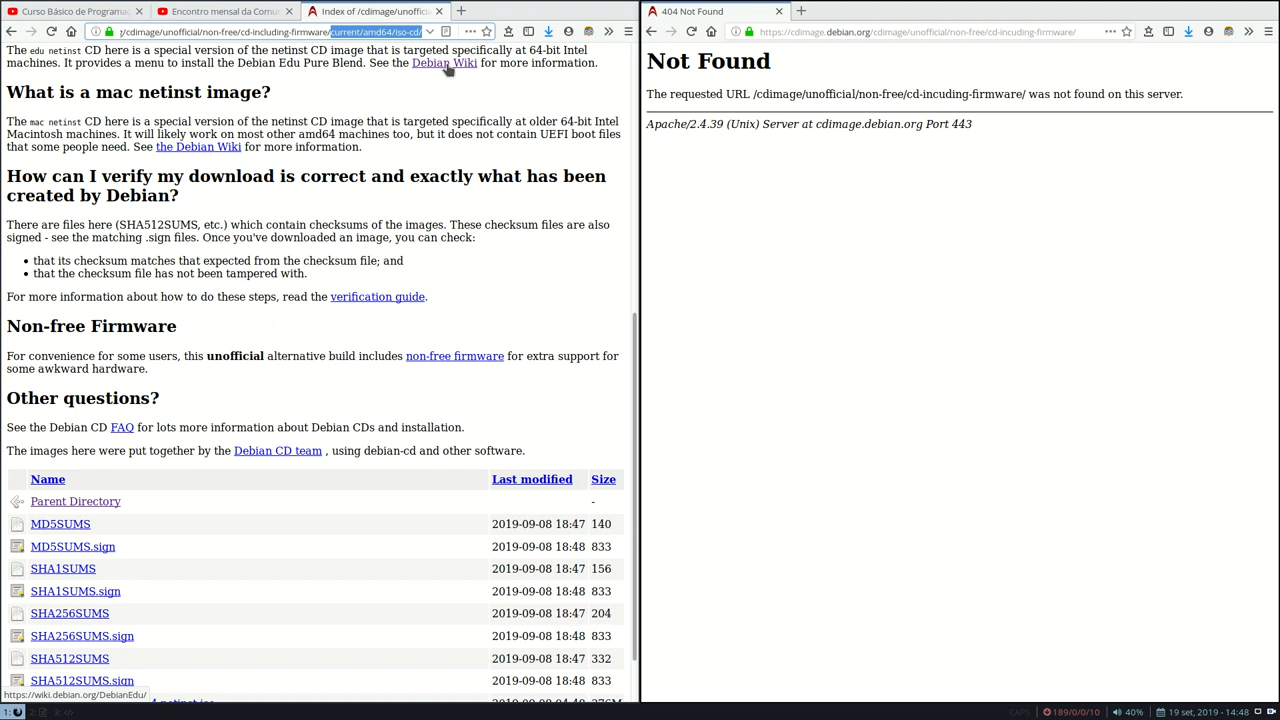 Curso Básico de Programaç
Encontro mensal da Comun
Index of /cdimage/unofficia
404 Not Found
y/cdimage/unofficial/non-free/cd-including-firmware/current/amd64/iso-cd/
https://cdimage.debian.org/cdimage/unofficial/non-free/cd-incuding-firmware/
The edu netinst CD here is a special version of the netinst CD image that is targeted specifically at 64-bit Intel
machines. It provides a menu to install the Debian Edu Pure Blend. See the Debian Wiki for more information.
What is a mac netinst image?
The mac netinst CD here is a special version of the netinst CD image that is targeted specifically at older 64-bit Intel
Macintosh machines. It will likely work on most other amd64 machines too, but it does not contain UEFI boot files
that some people need. See the Debian Wiki for more information.
How can I verify my download is correct and exactly what has been
created by Debian?
There are files here (SHA512SUMS, etc.) which contain checksums of the images. These checksum files are also
signed - see the matching .sign files. Once you've downloaded an image, you can check:
• that its checksum matches that expected from the checksum file; and
• that the checksum file has not been tampered with.
For more information about how to do these steps, read the verification guide.
Non-free Firmware
For convenience for some users, this unofficial alternative build includes non-free firmware for extra support for
some awkward hardware.
Other questions?
See the Debian CD FAQ for lots more information about Debian CDs and installation.
The images here were put together by the Debian CD team , using debian-cd and other software.
Name Last modified Size
Parent Directory -
MD5SUMS 2019-09-08 18:47 140
MD5SUMS.sign 2019-09-08 18:48 833
SHA1SUMS 2019-09-08 18:47 156
SHA1SUMS.sign 2019-09-08 18:48 833
SHA256SUMS 2019-09-08 18:47 204
SHA256SUMS.sign 2019-09-08 18:48 833
SHA512SUMS 2019-09-08 18:47 332
SHA512SUMS.sign 2019-09-08 18:48 833
https://wiki.debian.org/DebianEdu/
Not Found
The requested URL /cdimage/unofficial/non-free/cd-incuding-firmware/ was not found on this server.
Apache/2.4.39 (Unix) Server at cdimage.debian.org Port 443
1: 2: 3: </> CAPS 189/0/0/10 40% 19 set, 2019 - 14:48